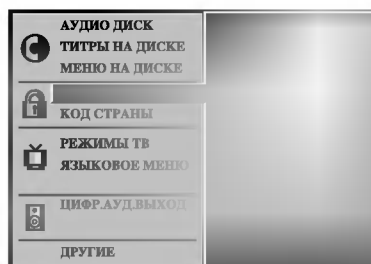 АУДИО ДИСК
ТИТРЫ НА ДИСКЕ
МЕНЮ НА ДИСКЕ
КОД СТРАНЫ
РЕЖИМЫ ТВ
ЯЗЫКОВОЕ МЕНЮ
ЦИФР.АУД.ВЫХОД
ДРУГИЕ